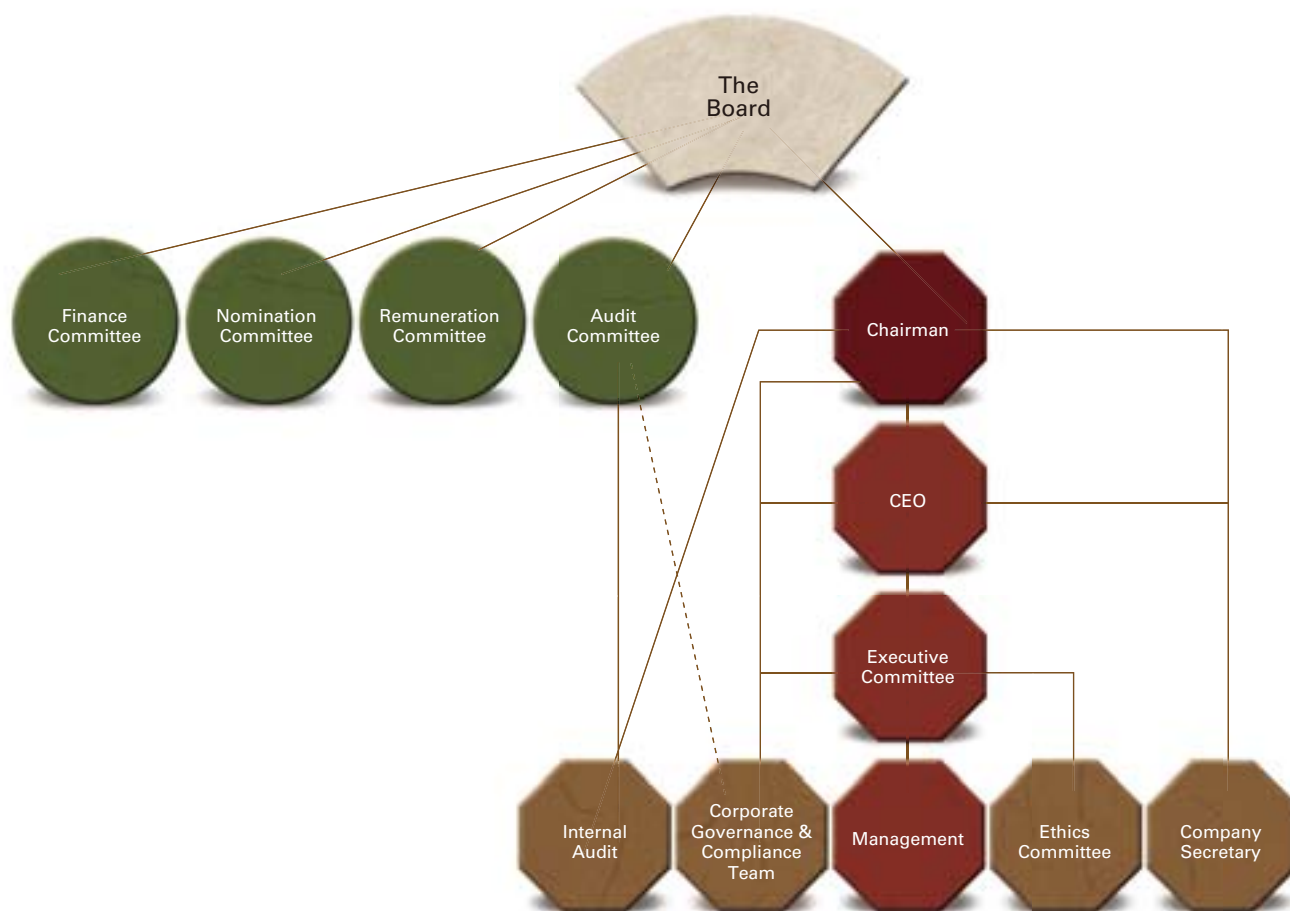 The
Board
Finance
Committee
Nomination
Committee
Remuneration
Committee
Audit
Committee
Chairman
CEO
Executive
Committee
Internal
Audit
Corporate
Governance &
Compliance
Team
Management
Ethics
Committee
Company
Secretary